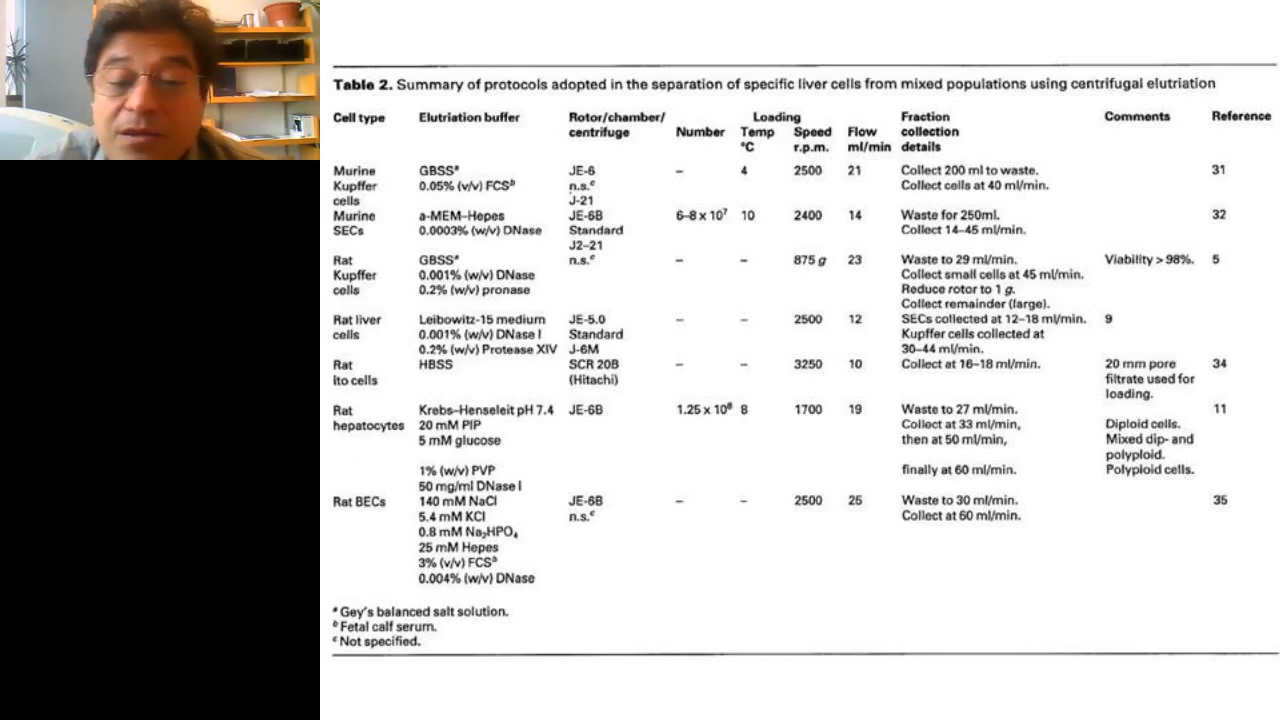 Table 2. Summary of protocols adopted in the separation of specific liver cells from mixed populations using centrifugal elutriation
Cell type Elutriation buffer Rotor/chamber/ Loading Fraction Comments Reference
centrifuge Number Temp Speed Flow collection
°C r.p.m. ml/min details
Murine GBSSᵃ JE-6 – 4 2500 21 Collect 200 ml to waste. 31
Kupffer 0.05% (v/v) FCSᵇ n.s.ᶜ Collect cells at 40 ml/min.
cells J-21
Murine a-MEM–Hepes JE-6B 6–8 x 10⁷ 10 2400 14 Waste for 250ml. 32
SECs 0.0003% (w/v) DNase Standard Collect 14–45 ml/min.
J2–21
Rat GBSSᵃ n.s.ᶜ – – 875 g 23 Waste to 29 ml/min. Viability > 98%. 5
Kupffer 0.001% (w/v) DNase Collect small cells at 45 ml/min.
cells 0.2% (w/v) pronase Reduce rotor to 1 g.
Collect remainder (large).
Rat liver Leibowitz-15 medium JE-5.0 – – 2500 12 SECs collected at 12–18 ml/min. 9
cells 0.001% (w/v) DNase I Standard Kupffer cells collected at
0.2% (w/v) Protease XIV J-6M 30–44 ml/min.
Rat HBSS SCR 20B – – 3250 10 Collect at 16–18 ml/min. 20 mm pore 34
Ito cells (Hitachi) filtrate used for
loading.
Rat Krebs–Henseleit pH 7.4 JE-6B 1.25 x 10⁸ 8 1700 19 Waste to 27 ml/min. 11
hepatocytes 20 mM PIP Collect at 33 ml/min, Diploid cells.
5 mM glucose then at 50 ml/min, Mixed dip- and
polyploid.
1% (w/v) PVP finally at 60 ml/min. Polyploid cells.
50 mg/ml DNase I
Rat BECs 140 mM NaCl JE-6B – – 2500 25 Waste to 30 ml/min. 35
5.4 mM KCl n.s.ᶜ Collect at 60 ml/min.
0.8 mM Na₂HPO₄
25 mM Hepes
3% (v/v) FCSᵇ
0.004% (w/v) DNase
ᵃ Gey's balanced salt solution.
ᵇ Fetal calf serum.
ᶜ Not specified.